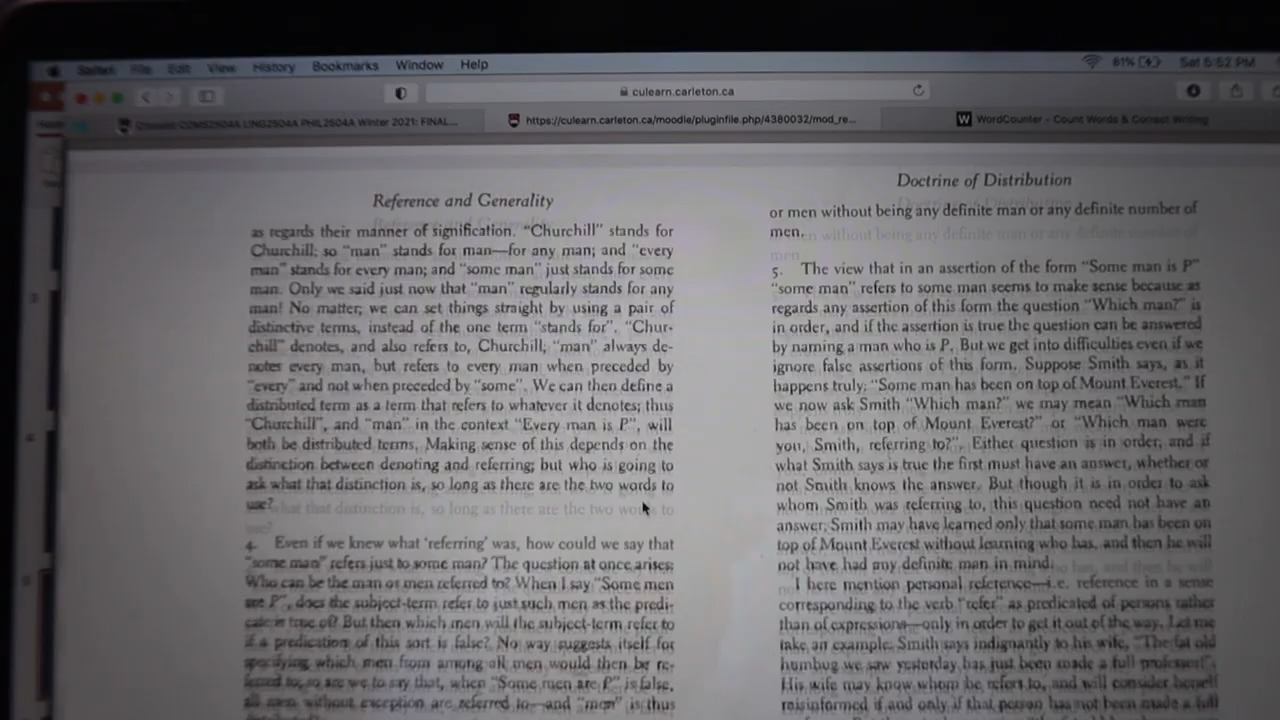 Safari File Edit View History Bookmarks Window Help
81% Sat 5:52 PM
culearn.carleton.ca
COMS2504A LING2504A PHIL2504A Winter 2021: FINAL...
https://culearn.carleton.ca/moodle/pluginfile.php/4380032/mod_re...
W WordCounter - Count Words & Correct Writing
Reference and Generality
as regards their manner of signification. “Churchill” stands for
Churchill; so “man” stands for man—for any man; and “every
man” stands for every man; and “some man” just stands for some
man. Only we said just now that “man” regularly stands for any
man! No matter; we can set things straight by using a pair of
distinctive terms, instead of the one term “stands for”. “Chur-
chill” denotes, and also refers to, Churchill; “man” always de-
notes every man, but refers to every man when preceded by
“every” and not when preceded by “some”. We can then define a
distributed term as a term that refers to whatever it denotes; thus
“Churchill”, and “man” in the context “Every man is P”, will
both be distributed terms. Making sense of this depends on the
distinction between denoting and referring; but who is going to
ask what that distinction is, so long as there are the two words to
use?
4. Even if we knew what ‘referring’ was, how could we say that
“some man” refers just to some man? The question at once arises:
Who can be the man or men referred to? When I say “Some men
are P”, does the subject-term refer to just such men as the predi-
cate is true of? But then which men will the subject-term refer to
if a predication of this sort is false? No way suggests itself for
specifying which men from among all men would then be re-
ferred to; so are we to say that, when “Some men are P” is false,
all men without exception are referred to—and “men” is thus
Doctrine of Distribution
or men without being any definite man or any definite number of
men.
5. The view that in an assertion of the form “Some man is P”
“some man” refers to some man seems to make sense because as
regards any assertion of this form the question “Which man?” is
in order, and if the assertion is true the question can be answered
by naming a man who is P. But we get into difficulties even if we
ignore false assertions of this form. Suppose Smith says, as it
happens truly: “Some man has been on top of Mount Everest.” If
we now ask Smith “Which man?” we may mean “Which man
has been on top of Mount Everest?” or “Which man were
you, Smith, referring to?”. Either question is in order; and if
what Smith says is true the first must have an answer, whether or
not Smith knows the answer. But though it is in order to ask
whom Smith was referring to, this question need not have an
answer; Smith may have learned only that some man has been on
top of Mount Everest without learning who has, and then he will
not have had any definite man in mind.
I here mention personal reference—i.e. reference in a sense
corresponding to the verb “refer” as predicated of persons rather
than of expressions—only in order to get it out of the way. Let me
take an example: Smith says indignantly to his wife, “The fat old
humbug we saw yesterday has just been made a full professor!”.
His wife may know whom he refers to, and will consider herself
misinformed if and only if that person has not been made a full